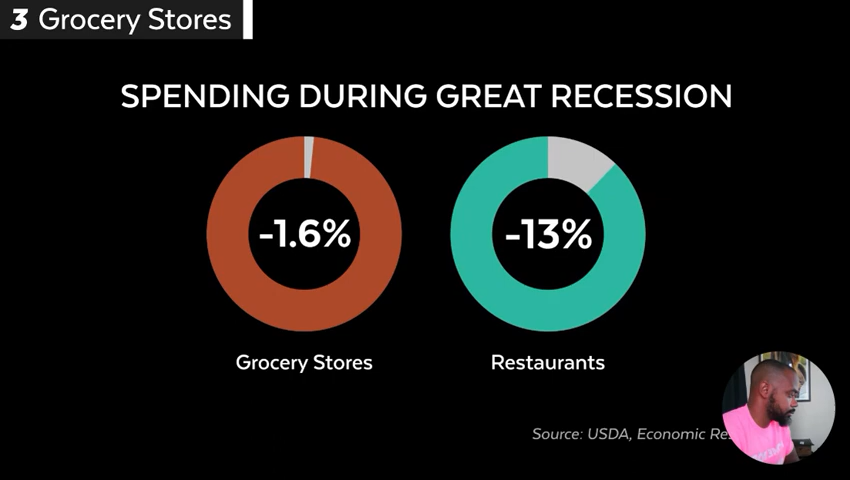 3 Grocery Stores
SPENDING DURING GREAT RECESSION
-1.6%
-13%
Grocery Stores
Restaurants
Source: USDA, Economic